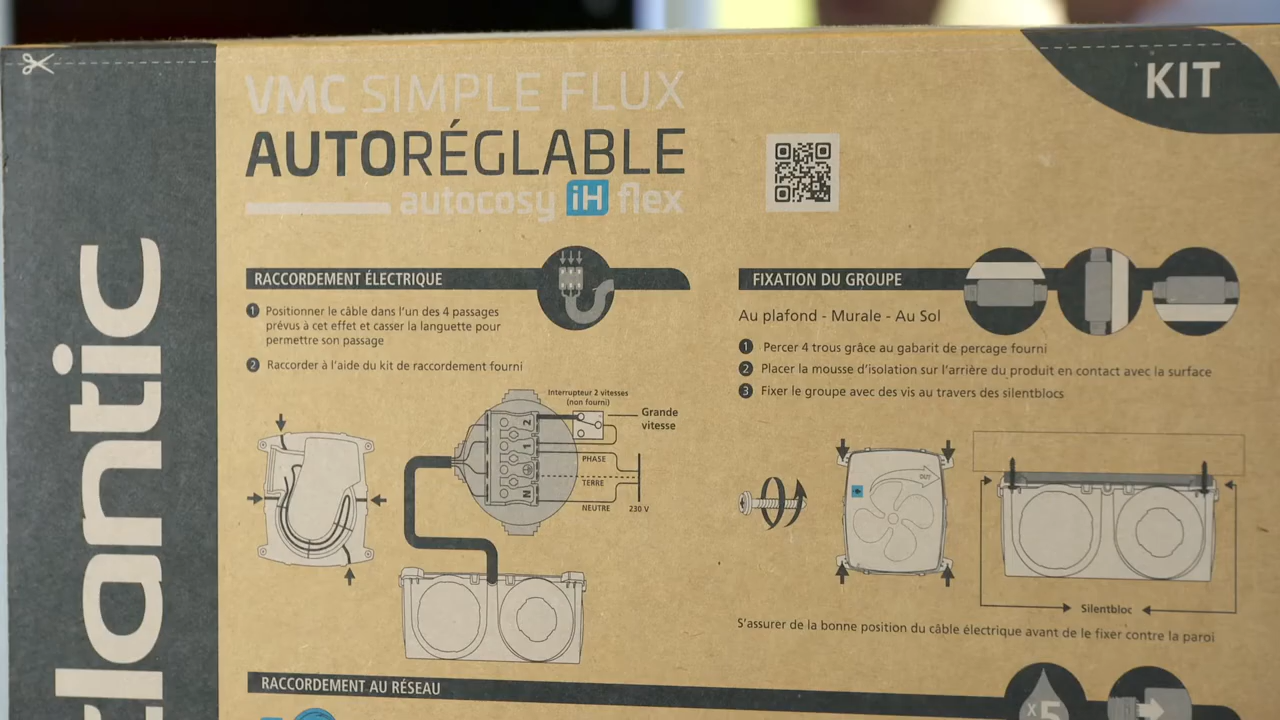 KIT
VMC SIMPLE FLUX
AUTORÉGLABLE
autocosy iH flex
lantic
RACCORDEMENT ÉLECTRIQUE
1 Positionner le câble dans l'un des 4 passages
prévus à cet effet et casser la languette pour
permettre son passage
2 Raccorder à l'aide du kit de raccordement fourni
Interrupteur 2 vitesses
(non fourni)
Grande
vitesse
2
1
N
PHASE
TERRE
NEUTRE
230 V
FIXATION DU GROUPE
Au plafond - Murale - Au Sol
1 Percer 4 trous grâce au gabarit de percage fourni
2 Placer la mousse d'isolation sur l'arrière du produit en contact avec la surface
3 Fixer le groupe avec des vis au travers des silentblocs
Silentbloc
S'assurer de la bonne position du câble électrique avant de le fixer contre la paroi
RACCORDEMENT AU RÉSEAU
x5